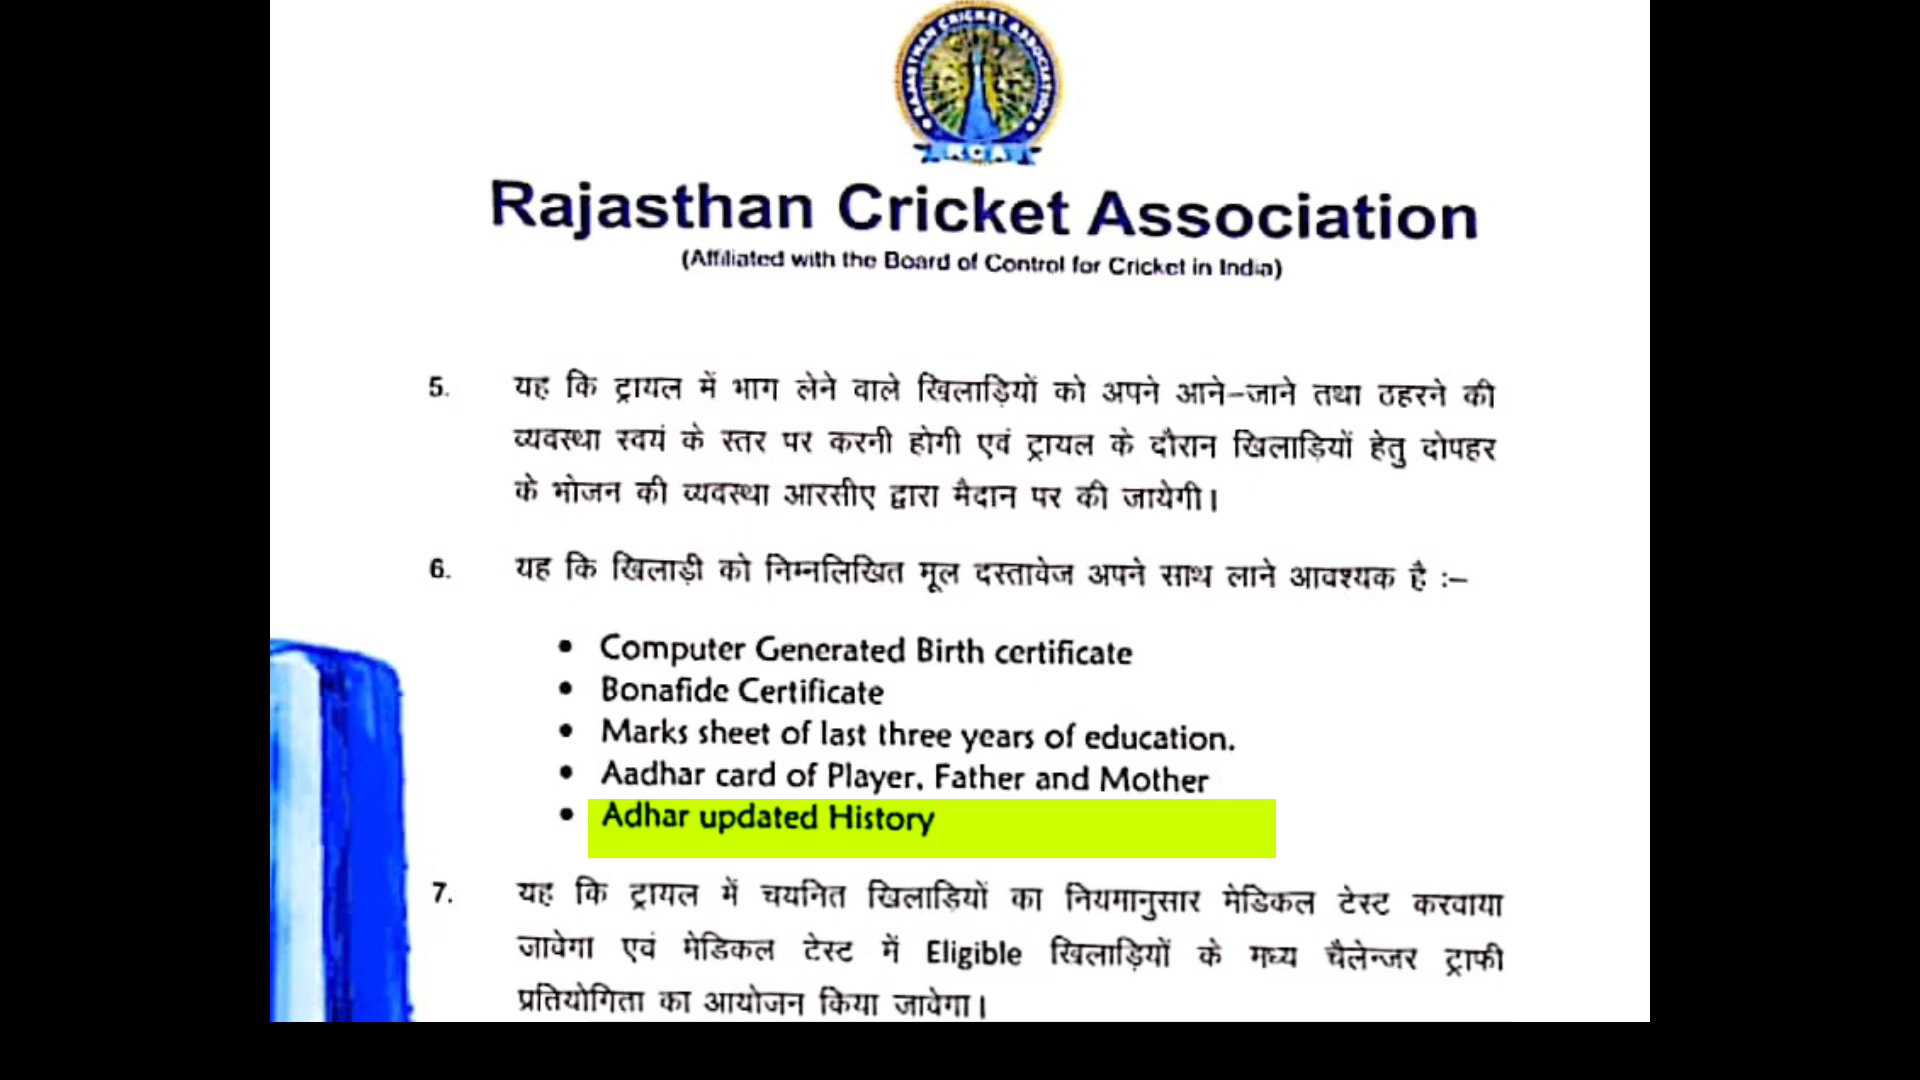 RAJASTHAN CRICKET ASSOCIATION
RCA
Rajasthan Cricket Association
(Affiliated with the Board of Control for Cricket in India)
5. यह कि ट्रायल में भाग लेने वाले खिलाड़ियों को अपने आने-जाने तथा ठहरने की
व्यवस्था स्वयं के स्तर पर करनी होगी एवं ट्रायल के दौरान खिलाड़ियों हेतु दोपहर
के भोजन की व्यवस्था आरसीए द्वारा मैदान पर की जायेगी।
6. यह कि खिलाड़ी को निम्नलिखित मूल दस्तावेज अपने साथ लाने आवश्यक है :–
• Computer Generated Birth certificate
• Bonafide Certificate
• Marks sheet of last three years of education.
• Aadhar card of Player, Father and Mother
• Adhar updated History
7. यह कि ट्रायल में चयनित खिलाड़ियों का नियमानुसार मेडिकल टेस्ट करवाया
जावेगा एवं मेडिकल टेस्ट में Eligible खिलाड़ियों के मध्य चैलेन्जर ट्राफी
प्रतियोगिता का आयोजन किया जावेगा।